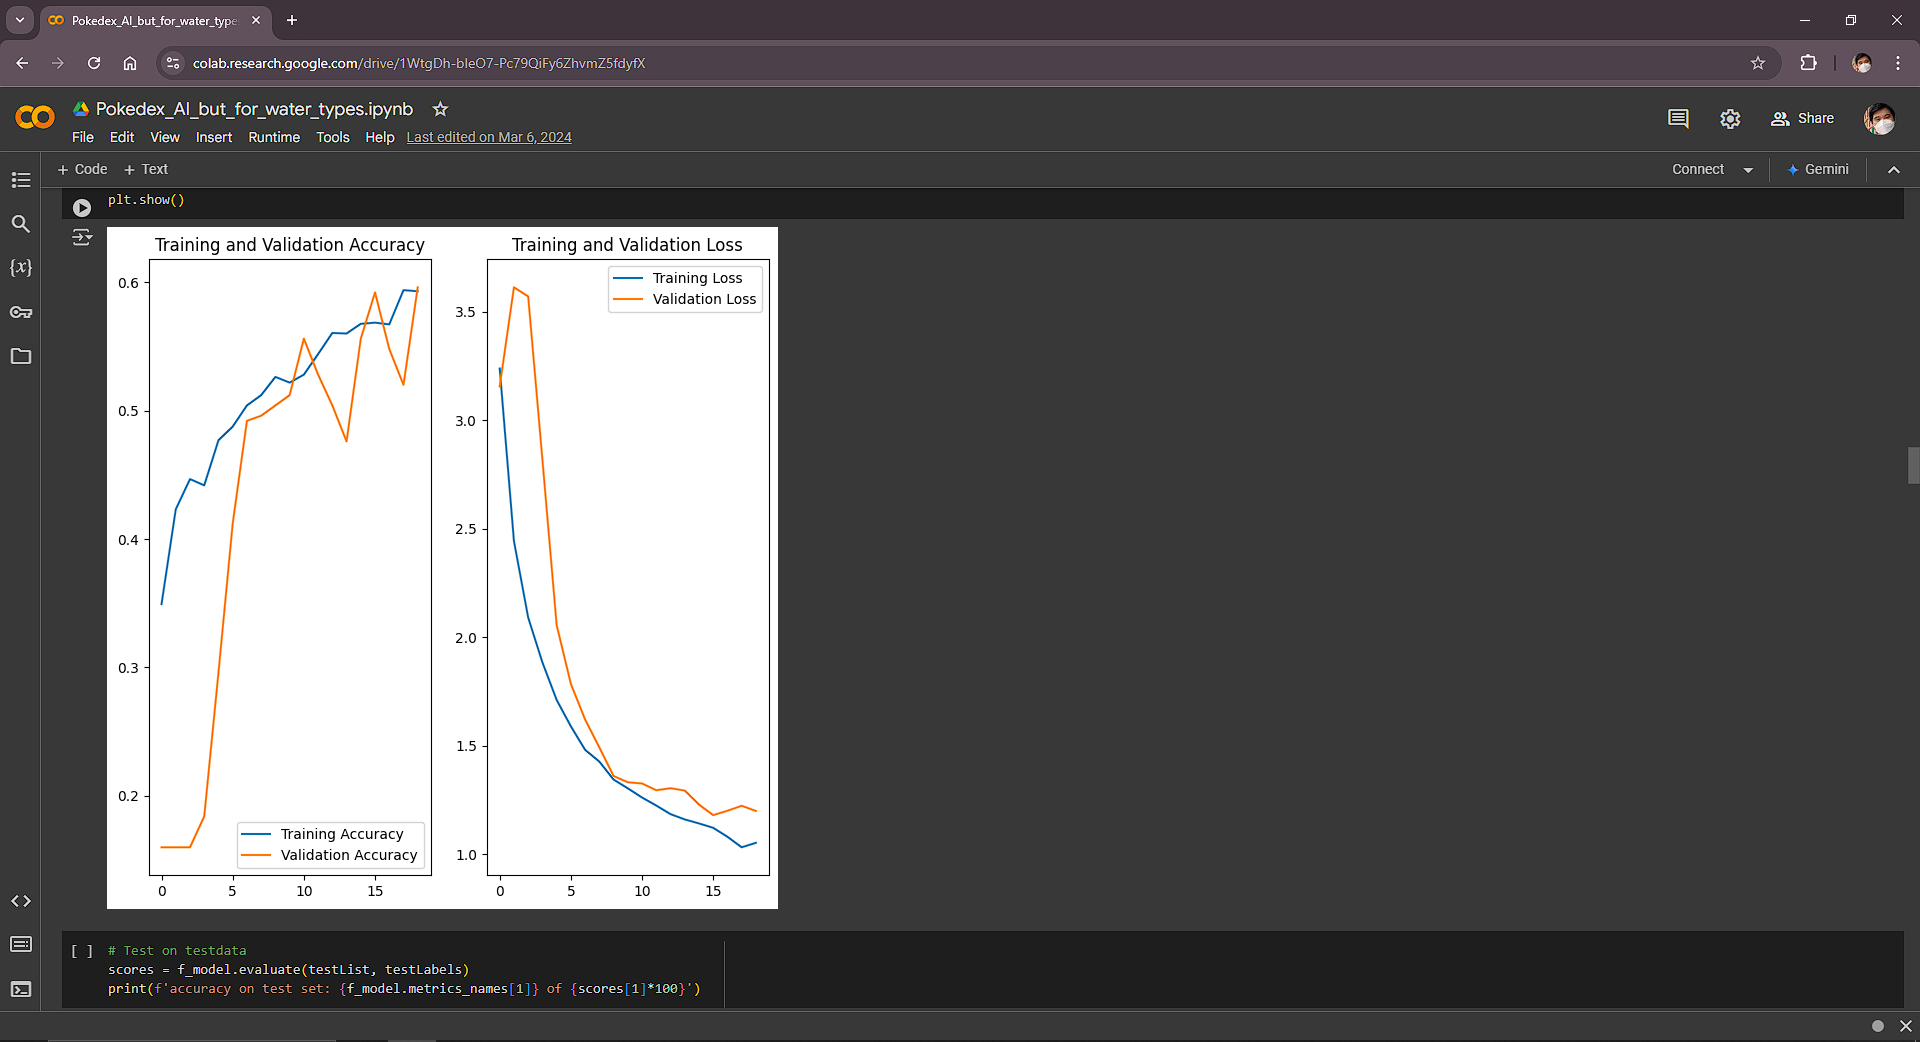 Pokedex_AI_but_for_water_type
colab.research.google.com/drive/1WtgDh-bIeO7-Pc79QiFy6ZhvmZ5fdyfX
Pokedex_AI_but_for_water_types.ipynb
File Edit View Insert Runtime Tools Help Last edited on Mar 6, 2024
Share
+ Code + Text
Connect
Gemini
plt.show()
Training and Validation Accuracy
0.6
0.5
0.4
0.3
0.2
Training Accuracy
Validation Accuracy
0 5 10 15
Training and Validation Loss
Training Loss
Validation Loss
3.5
3.0
2.5
2.0
1.5
1.0
0 5 10 15
[ ] # Test on testdata
scores = f_model.evaluate(testList, testLabels)
print(f'accuracy on test set: {f_model.metrics_names[1]} of {scores[1]*100}')